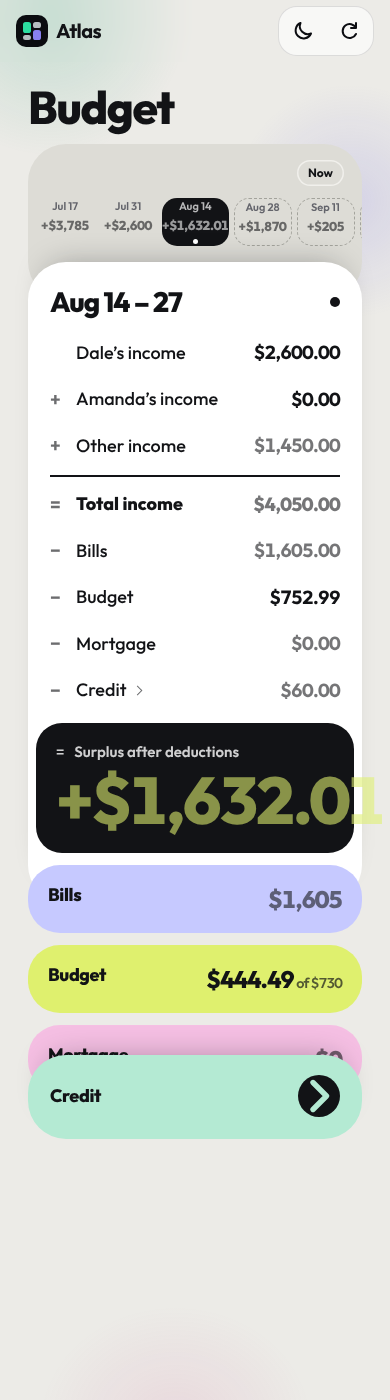 Atlas
Budget
Now
Jul 17
+$3,785
Jul 31
+$2,600
Aug 14
+$1,632.01
Aug 28
+$1,870
Sep 11
+$205
Aug 14 – 27
Dale’s income $2,600.00
+ Amanda’s income $0.00
+ Other income $1,450.00
= Total income $4,050.00
− Bills $1,605.00
− Budget $752.99
− Mortgage $0.00
− Credit $60.00
= Surplus after deductions
+$1,632.01
Bills $1,605
Budget $444.49 of $730
Mortgage $0
Credit